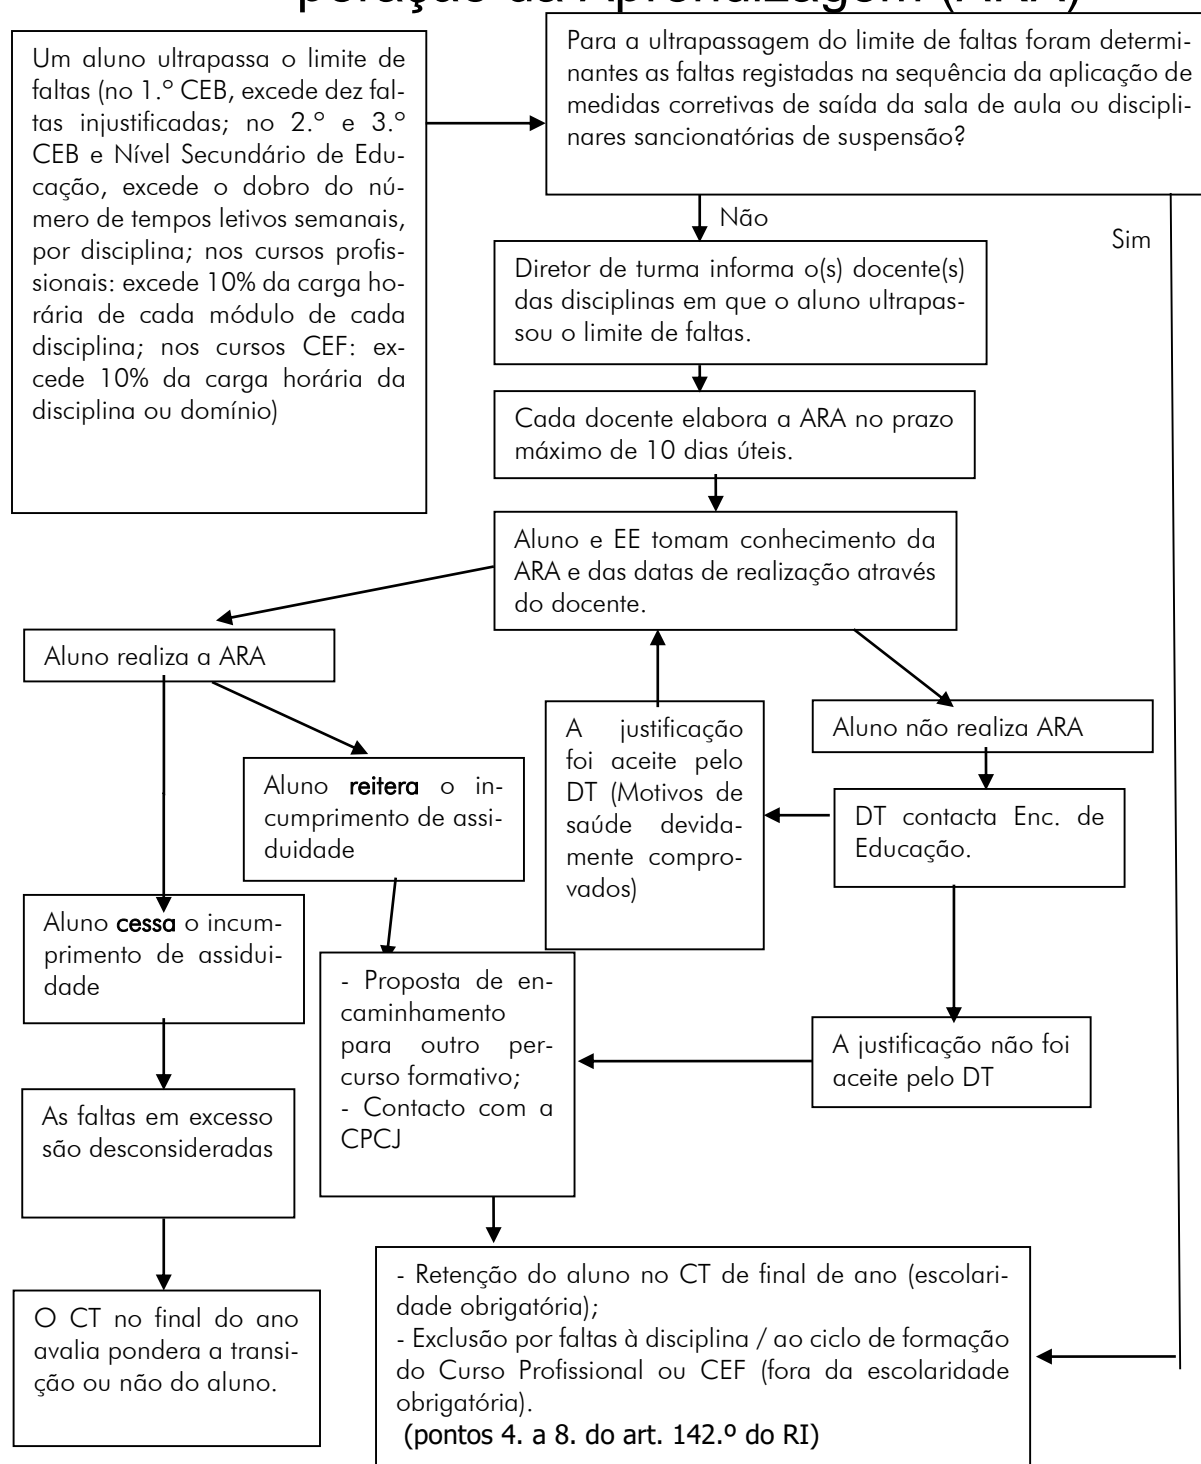 peração da Aprendizagem (ARA)
Um aluno ultrapassa o limite de
faltas (no 1.º CEB, excede dez fal-
tas injustificadas; no 2.º e 3.º
CEB e Nível Secundário de Edu-
cação, excede o dobro do nú-
mero de tempos letivos semanais,
por disciplina; nos cursos profis-
sionais: excede 10% da carga ho-
rária de cada módulo de cada
disciplina; nos cursos CEF: ex-
cede 10% da carga horária da
disciplina ou domínio)
Para a ultrapassagem do limite de faltas foram determi-
nantes as faltas registadas na sequência da aplicação de
medidas corretivas de saída da sala de aula ou discipli-
nares sancionatórias de suspensão?
Não
Sim
Diretor de turma informa o(s) docente(s)
das disciplinas em que o aluno ultrapas-
sou o limite de faltas.
Cada docente elabora a ARA no prazo
máximo de 10 dias úteis.
Aluno e EE tomam conhecimento da
ARA e das datas de realização através
do docente.
Aluno realiza a ARA
Aluno não realiza ARA
A justificação
foi aceite pelo
DT (Motivos de
saúde devida-
mente compro-
vados)
Aluno reitera o in-
cumprimento de assi-
duidade
DT contacta Enc. de
Educação.
Aluno cessa o incum-
primento de assidui-
dade
- Proposta de en-
caminhamento
para outro per-
curso formativo;
- Contacto com a
CPCJ
A justificação não foi
aceite pelo DT
As faltas em excesso
são desconsideradas
O CT no final do ano
avalia pondera a transi-
ção ou não do aluno.
- Retenção do aluno no CT de final de ano (escolari-
dade obrigatória);
- Exclusão por faltas à disciplina / ao ciclo de formação
do Curso Profissional ou CEF (fora da escolaridade
obrigatória).
(pontos 4. a 8. do art. 142.º do RI)